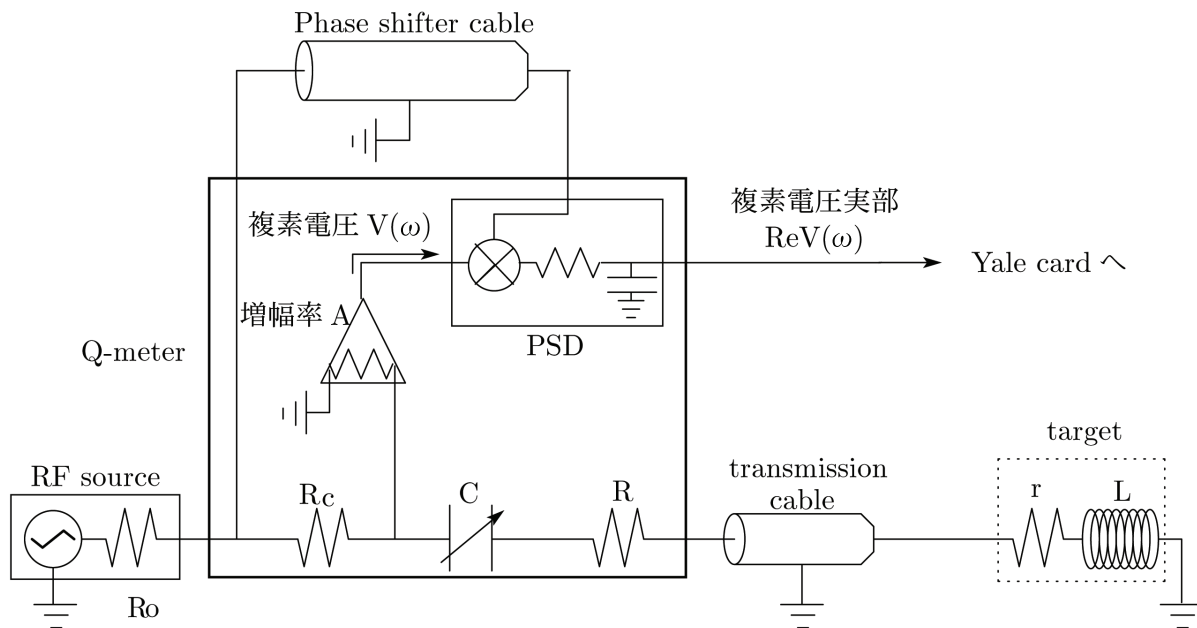 Phase shifter cable
複素電圧 V(ω)
複素電圧実部
ReV(ω)
Yale card へ
増幅率 A
PSD
Q-meter
RF source
Rc
C
R
transmission
cable
target
r
L
Ro